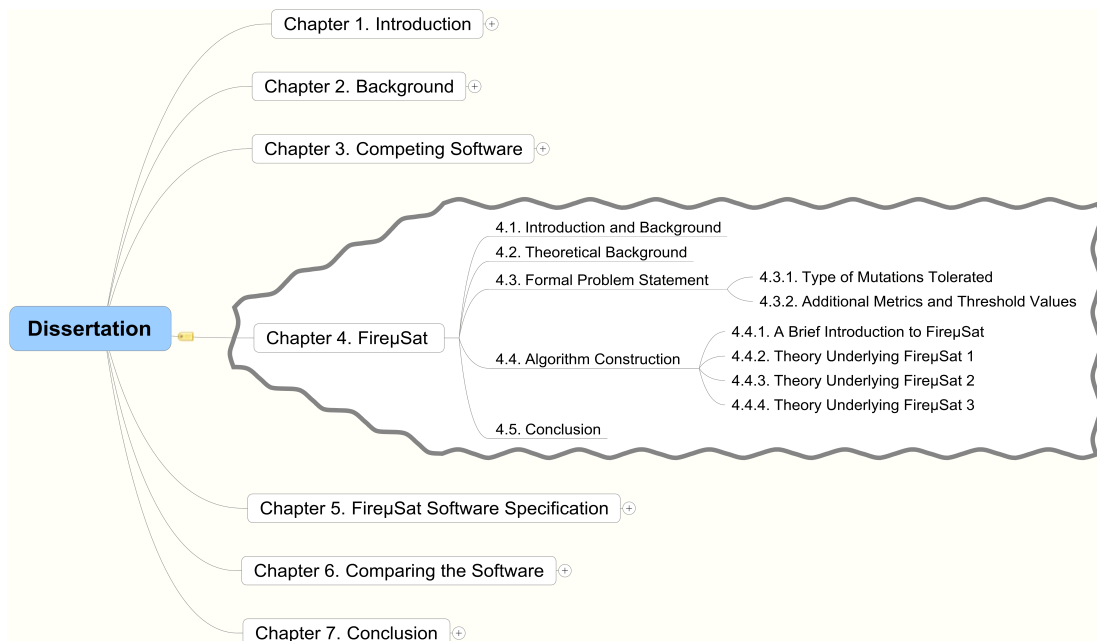 Chapter 1. Introduction
Chapter 2. Background
Chapter 3. Competing Software
Dissertation
Chapter 4. FireµSat
4.1. Introduction and Background
4.2. Theoretical Background
4.3. Formal Problem Statement
4.3.1. Type of Mutations Tolerated
4.3.2. Additional Metrics and Threshold Values
4.4. Algorithm Construction
4.4.1. A Brief Introduction to FireµSat
4.4.2. Theory Underlying FireµSat 1
4.4.3. Theory Underlying FireµSat 2
4.4.4. Theory Underlying FireµSat 3
4.5. Conclusion
Chapter 5. FireµSat Software Specification
Chapter 6. Comparing the Software
Chapter 7. Conclusion